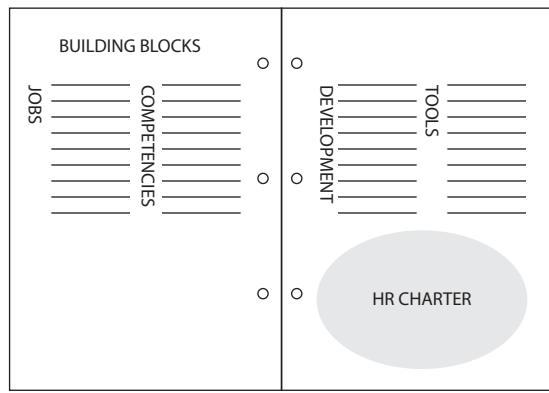 BUILDING BLOCKS
JOBS
COMPETENCIES
DEVELOPMENT
TOOLS
HR CHARTER